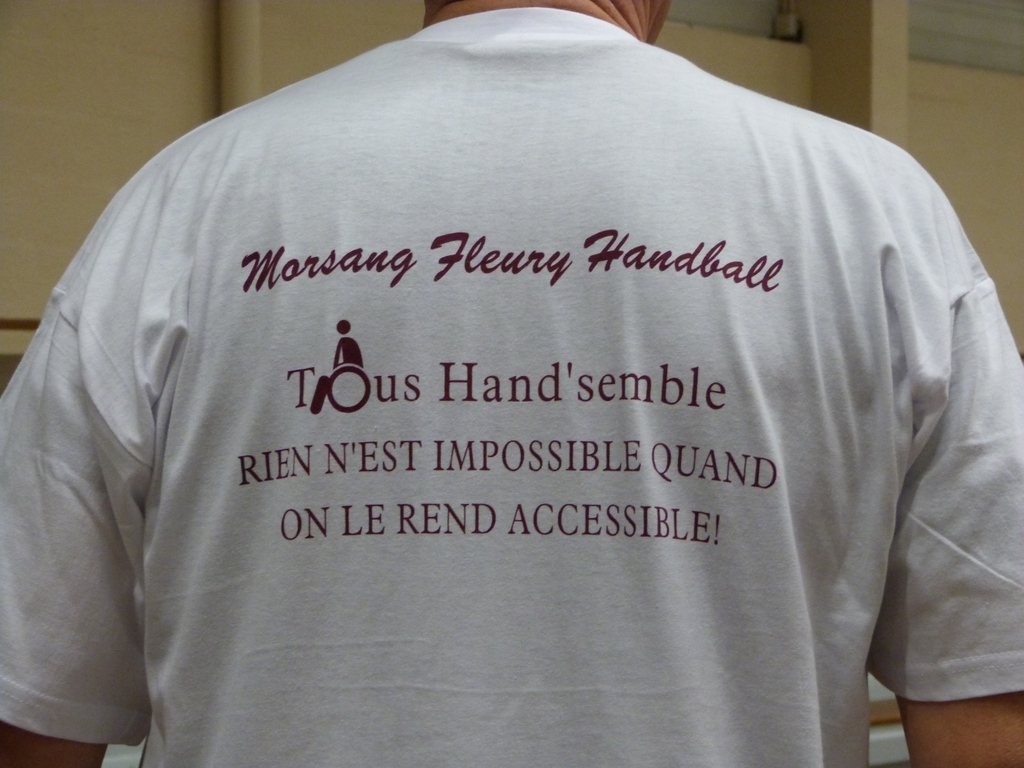 Morsang Fleury Handball
Tous Hand'semble
RIEN N'EST IMPOSSIBLE QUAND
ON LE REND ACCESSIBLE!